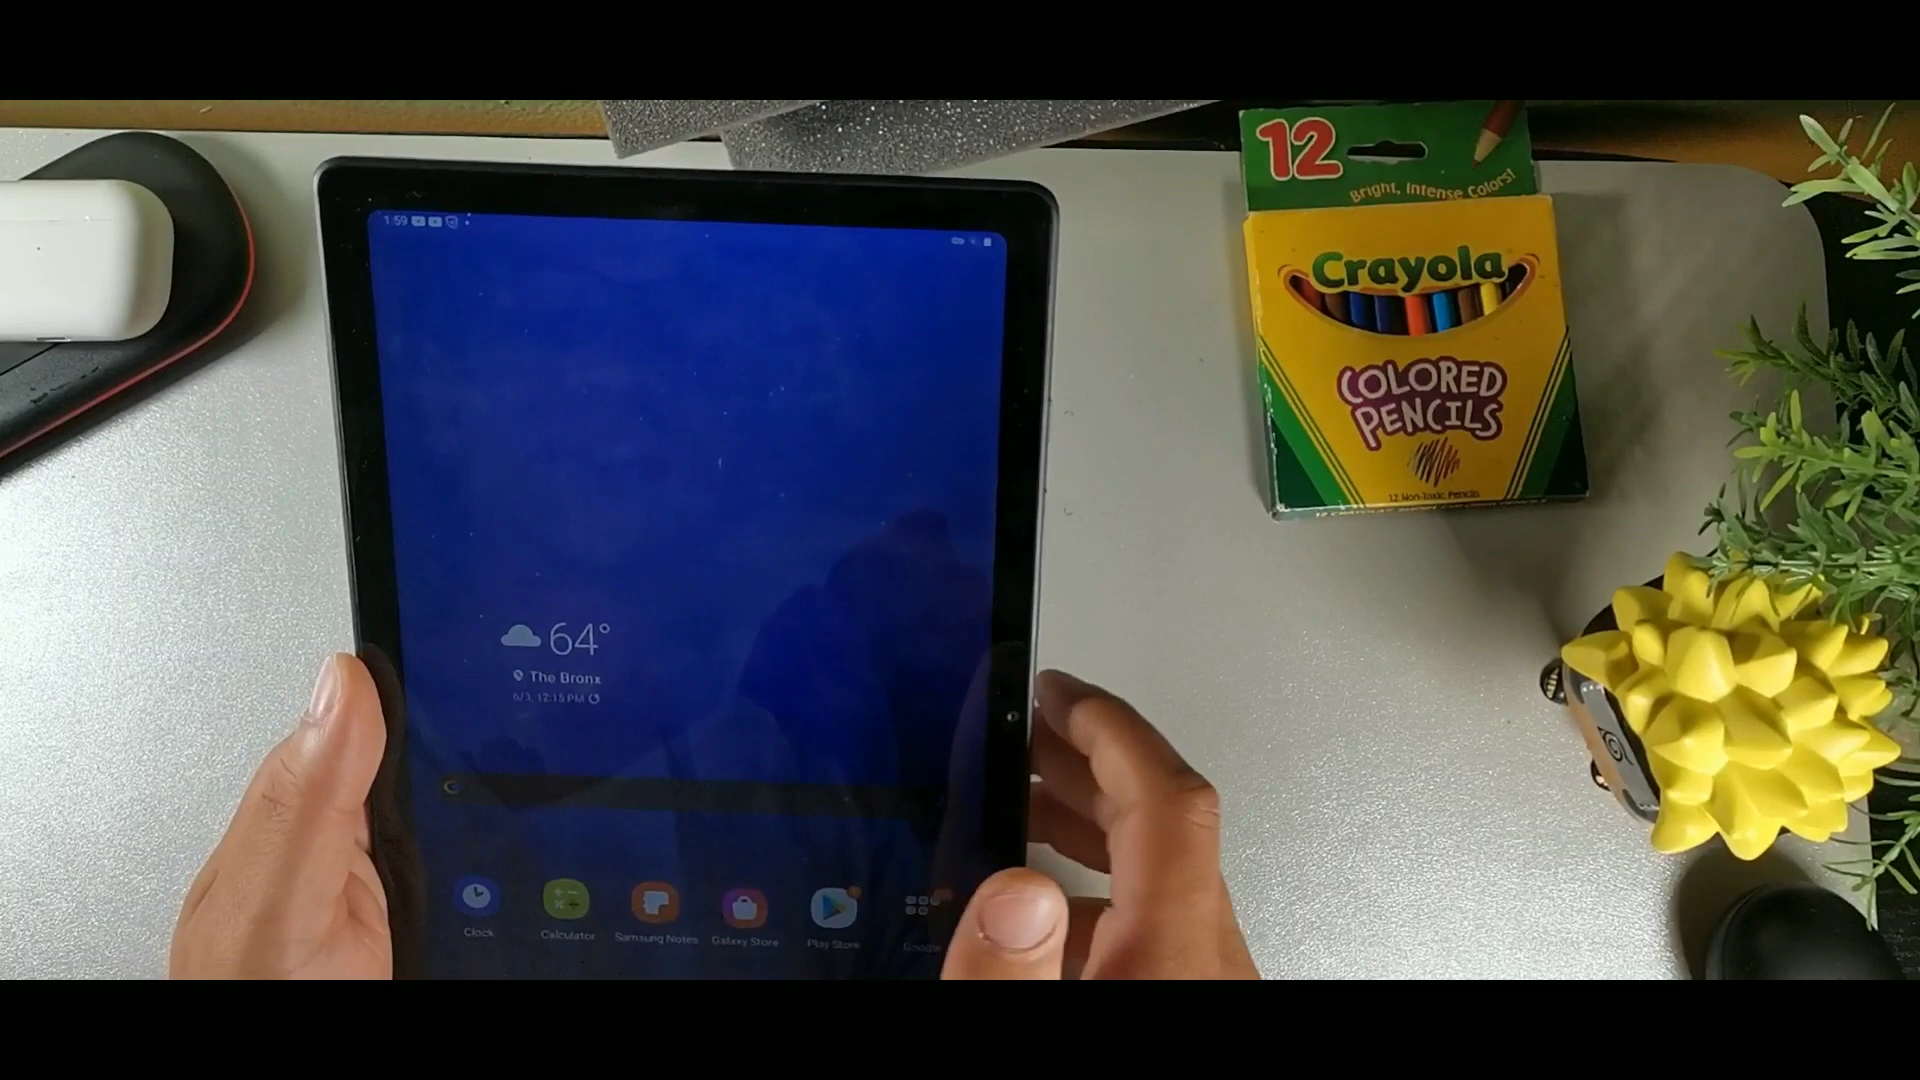 1:59
64°
The Bronx
6/3, 12:15 PM
Clock
Calculator
Samsung Notes
Galaxy Store
Play Store
Google
12
Bright, Intense Colors!
Crayola
COLORED
PENCILS
12 Non-Toxic Pencils